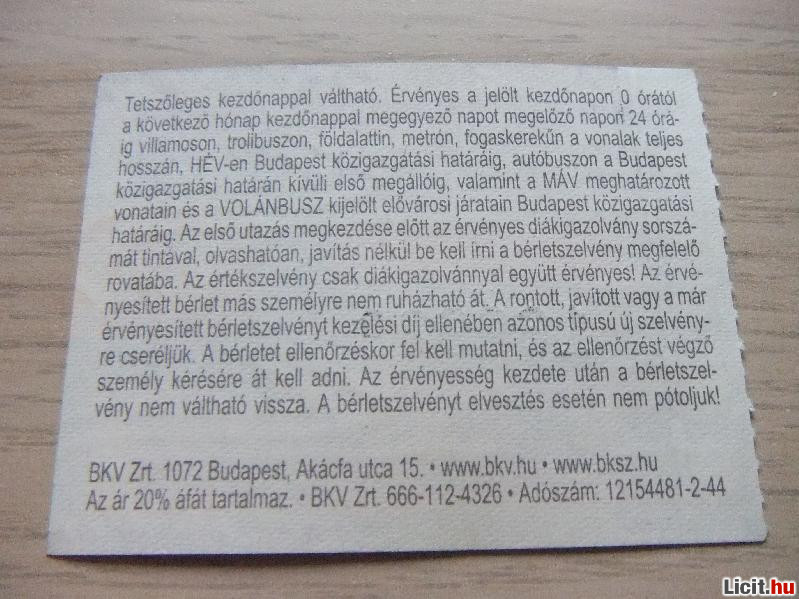 Tetszőleges kezdőnappal váltható. Érvényes a jelölt kezdőnapon 0 órától
a következő hónap kezdőnappal megegyező napot megelőző napon 24 órá-
ig villamoson, trolibuszon, földalattin, metrón, fogaskerekűn a vonalak teljes
hosszán, HÉV-en Budapest közigazgátási határáig, autóbuszon a Budapest
közigazgatási határán kívüli első megállóig, valamint a MÁV meghatározott
vonatain és a VOLÁNBUSZ kijelölt elővárosi járatain Budapest közigazgatási
határáig. Az első utazás megkezdése előtt az érvényes diákigazolvány sorszá-
mát tintával, olvashatóan, javítás nélkül be kell írni a bérletszelvény megfelelő
rovatába. Az értékszelvény csak diákigazolvánnyal együtt érvényes! Az érvé-
nyesített bérlet más személyre nem ruházható át. A rontott, javított vagy a már
érvényesített bérletszelvényt kezelési díj ellenében azonos típusú új szelvény-
re cseréljük. A bérletet ellenőrzéskor fel kell mutatni, és az ellenőrzést végző
személy kérésére át kell adni. Az érvényesség kezdete után a bérletszel-
vény nem váltható vissza. A bérletszelvényt elvesztés esetén nem pótoljuk!
BKV Zrt. 1072 Budapest, Akácfa utca 15. • www.bkv.hu • www.bksz.hu
Az ár 20% áfát tartalmaz. • BKV Zrt. 666-112-4326 • Adószám: 12154481-2-44
Licit.hu